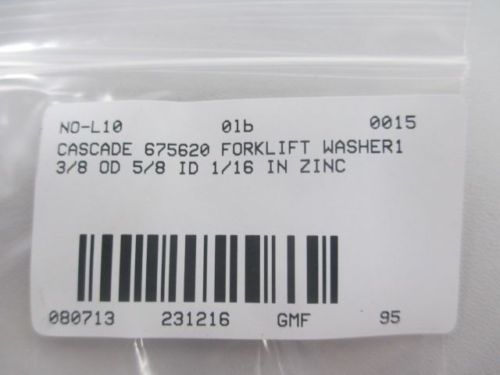 NO-L10 01b 0015
CASCADE 675620 FORKLIFT WASHER1
3/8 OD 5/8 ID 1/16 IN ZINC
080713 231216 GMF 95